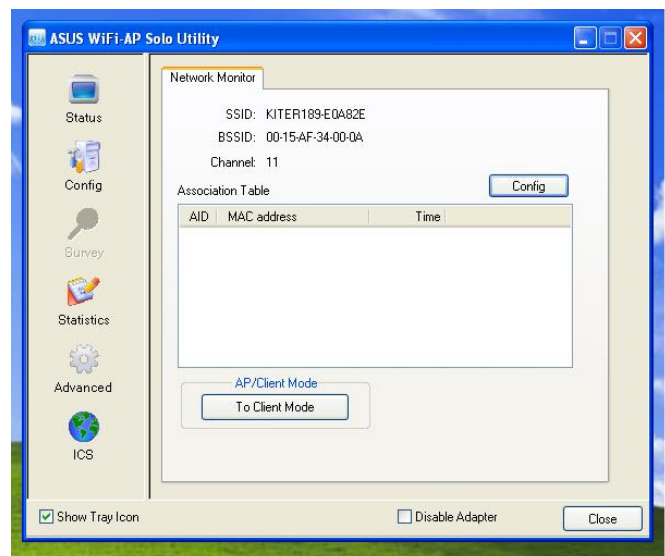 ASUS WiFi-AP Solo Utility
Status
Config
Survey
Statistics
Advanced
ICS
Network Monitor
SSID: KITER189-E0A82E
BSSID: 00-15-AF-34-00-0A
Channel: 11
Association Table
Config
AID MAC address Time
AP/Client Mode
To Client Mode
Show Tray Icon
Disable Adapter
Close